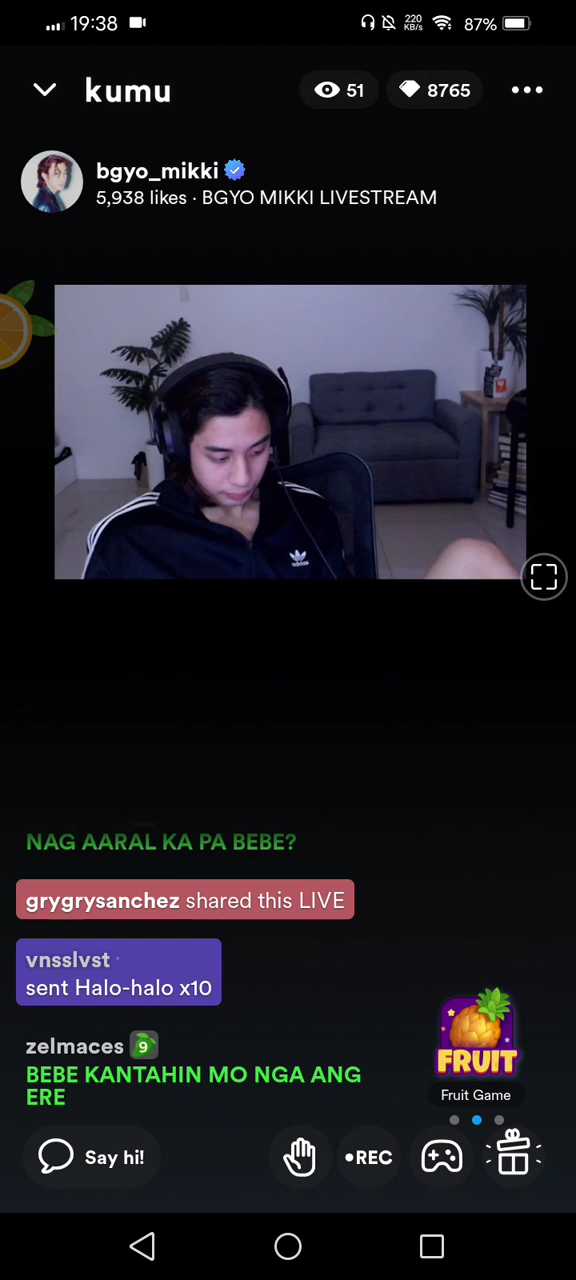 19:38
220
KB/s
87%
kumu
51
8765
bgyo_mikki
5,938 likes · BGYO MIKKI LIVESTREAM
adidas
NAG AARAL KA PA BEBE?
grygrysanchez shared this LIVE
vnsslvst
sent Halo-halo x10
zelmaces 9
BEBE KANTAHIN MO NGA ANG
ERE
FRUIT
Fruit Game
Say hi!
•REC